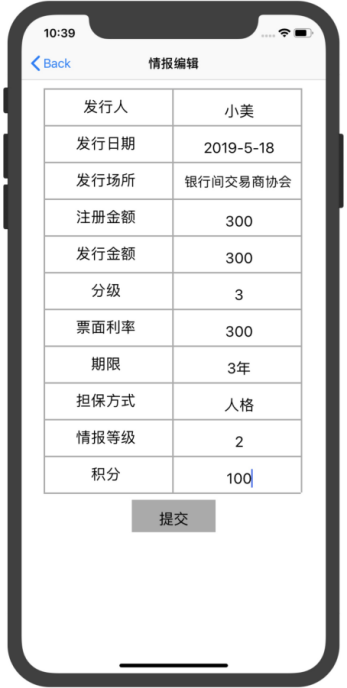 10:39
Back 情报编辑
发行人 小美
发行日期 2019-5-18
发行场所 银行间交易商协会
注册金额 300
发行金额 300
分级 3
票面利率 300
期限 3年
担保方式 人格
情报等级 2
积分 100
提交